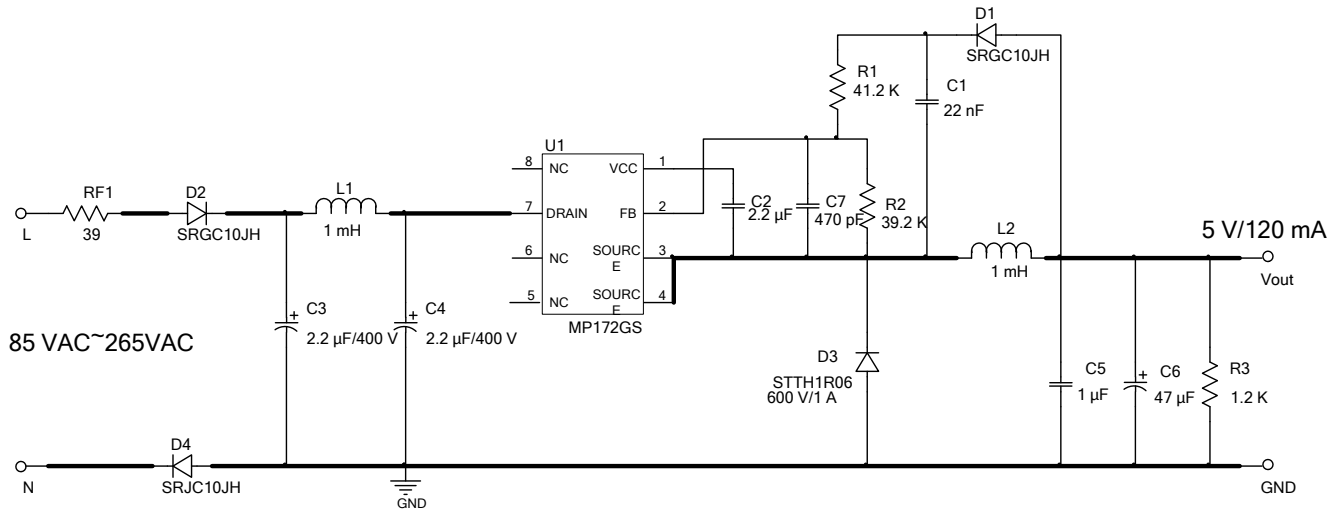 D1
SRGC10JH
R1
41.2 K
C1
22 nF
U1
8 NC VCC 1
7 DRAIN FB 2
6 NC SOURC
E 3
5 NC SOURC
E 4
MP172GS
RF1
39
L
D2
SRGC10JH
L1
1 mH
C2
2.2 µF
C7
470 pF
R2
39.2 K
L2
1 mH
5 V/120 mA
Vout
C3
2.2 µF/400 V
C4
2.2 µF/400 V
85 VAC~265VAC
D3
STTH1R06
600 V/1 A
C5
1 µF
C6
47 µF
R3
1.2 K
D4
SRJC10JH
N
GND
GND